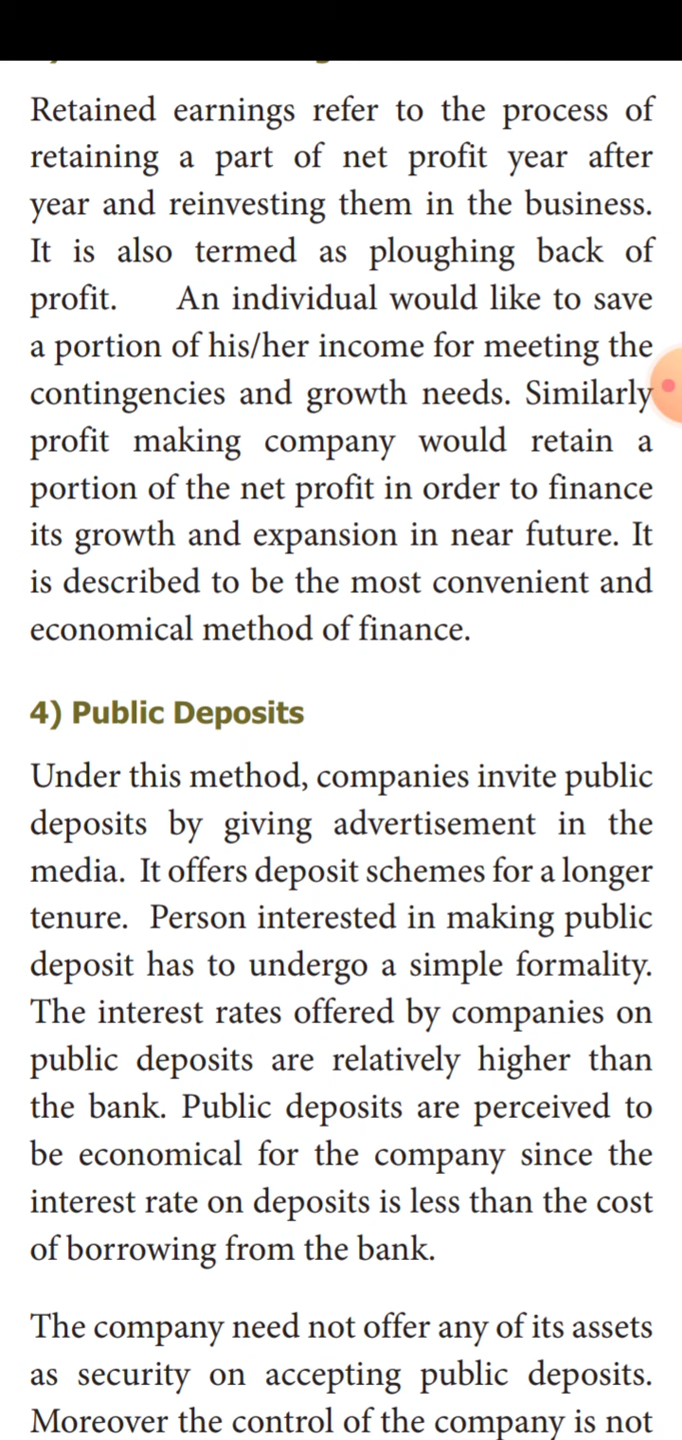 Retained earnings refer to the process of
retaining a part of net profit year after
year and reinvesting them in the business.
It is also termed as ploughing back of
profit. An individual would like to save
a portion of his/her income for meeting the
contingencies and growth needs. Similarly
profit making company would retain a
portion of the net profit in order to finance
its growth and expansion in near future. It
is described to be the most convenient and
economical method of finance.
4) Public Deposits
Under this method, companies invite public
deposits by giving advertisement in the
media. It offers deposit schemes for a longer
tenure. Person interested in making public
deposit has to undergo a simple formality.
The interest rates offered by companies on
public deposits are relatively higher than
the bank. Public deposits are perceived to
be economical for the company since the
interest rate on deposits is less than the cost
of borrowing from the bank.
The company need not offer any of its assets
as security on accepting public deposits.
Moreover the control of the company is not